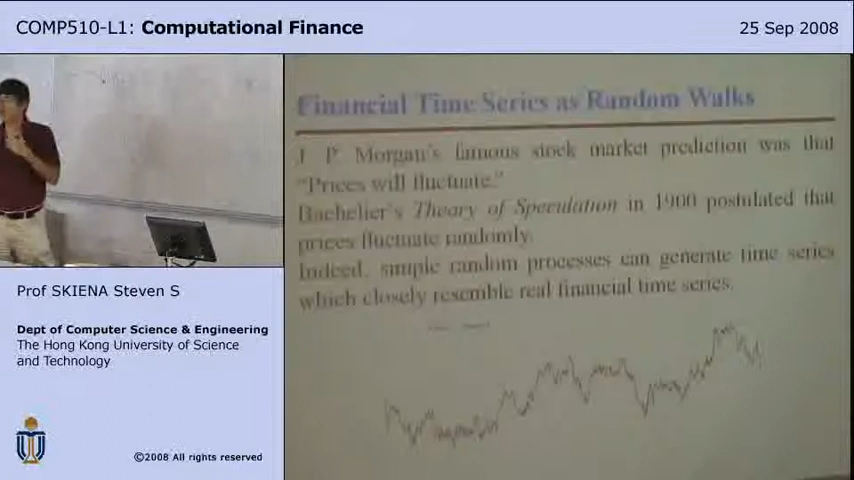 COMP510-L1: Computational Finance
25 Sep 2008
Financial Time Series as Random Walks
J. P. Morgan's famous stock market prediction was that
"Prices will fluctuate."
Bachelier's Theory of Speculation in 1900 postulated that
prices fluctuate randomly.
Indeed, simple random processes can generate time series
which closely resemble real financial time series.
Prof SKIENA Steven S
Dept of Computer Science & Engineering
The Hong Kong University of Science
and Technology
©2008 All rights reserved